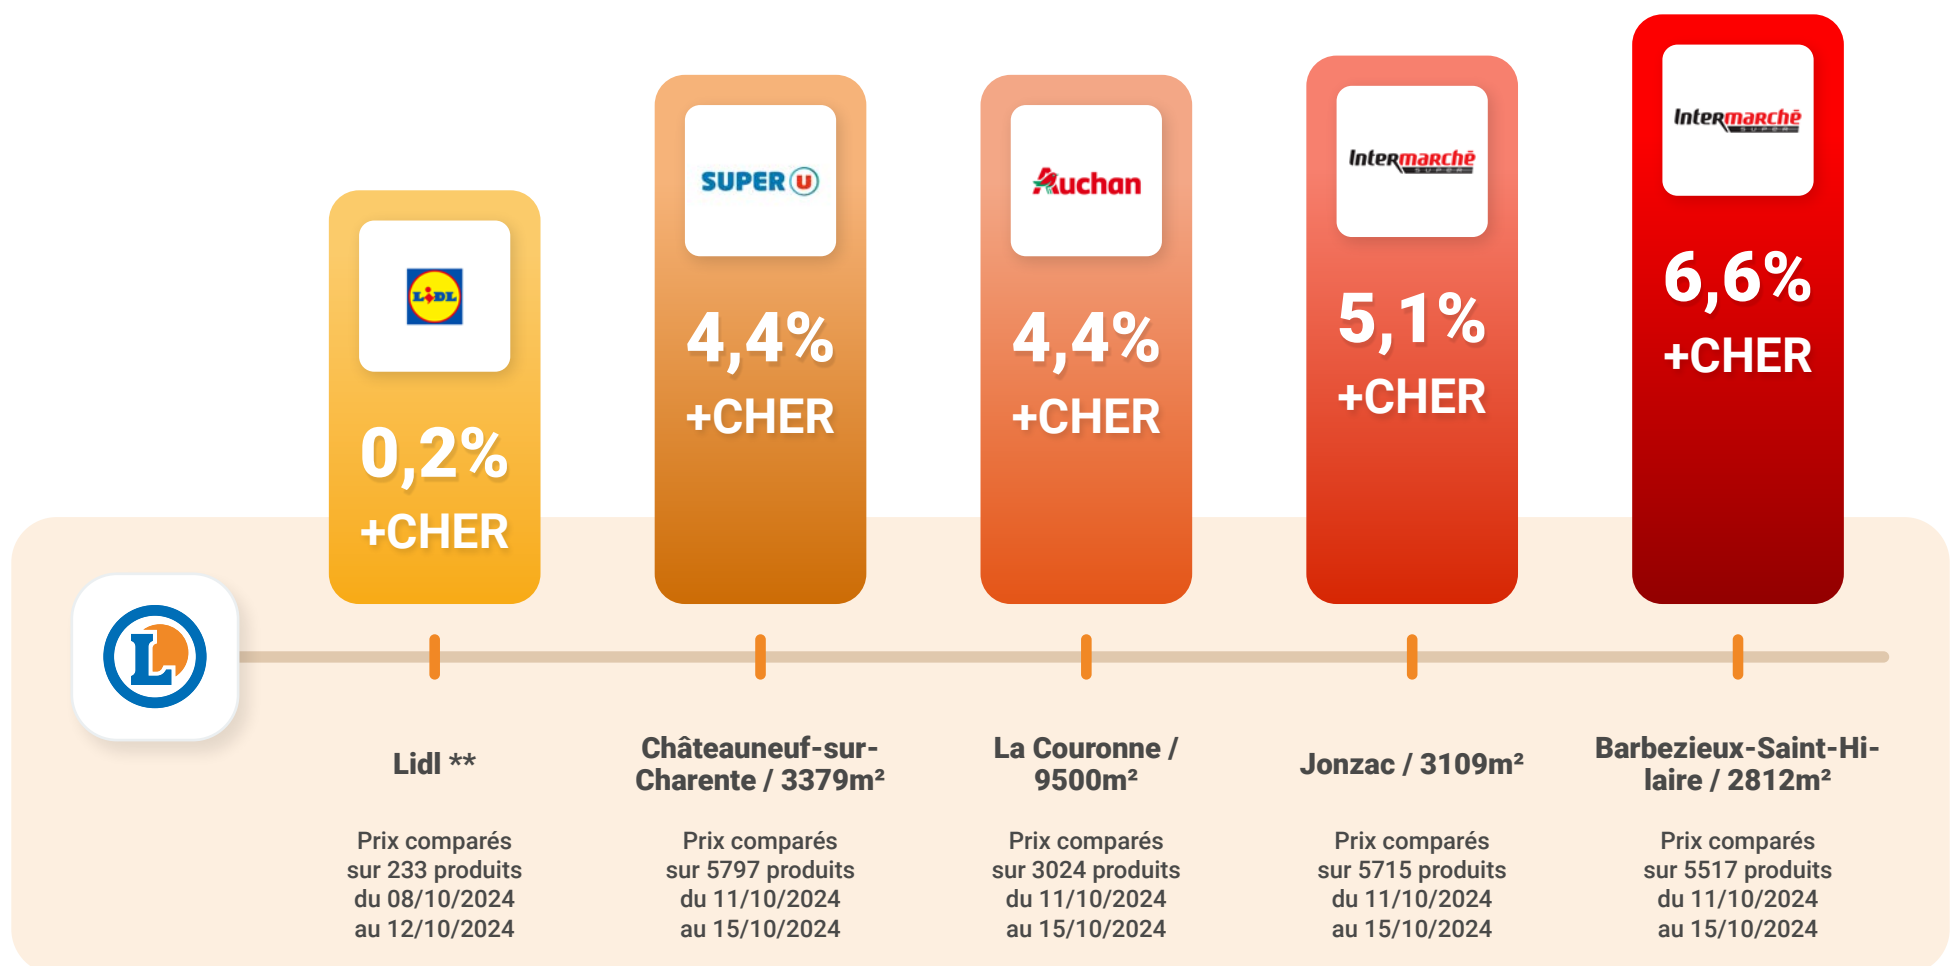 LIDL
0,2%
+CHER
SUPER U
4,4%
+CHER
Auchan
4,4%
+CHER
Intermarchē
SUPER
5,1%
+CHER
Intermarchē
SUPER
6,6%
+CHER
L
Lidl **
Prix comparés
sur 233 produits
du 08/10/2024
au 12/10/2024
Châteauneuf-sur-
Charente / 3379m²
Prix comparés
sur 5797 produits
du 11/10/2024
au 15/10/2024
La Couronne /
9500m²
Prix comparés
sur 3024 produits
du 11/10/2024
au 15/10/2024
Jonzac / 3109m²
Prix comparés
sur 5715 produits
du 11/10/2024
au 15/10/2024
Barbezieux-Saint-Hi-
laire / 2812m²
Prix comparés
sur 5517 produits
du 11/10/2024
au 15/10/2024